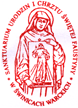 SANKTUARIUM URODZIN I CHRZTU ŚWIĘTEJ FAUSTYNY
W ŚWINICACH WARCKICH